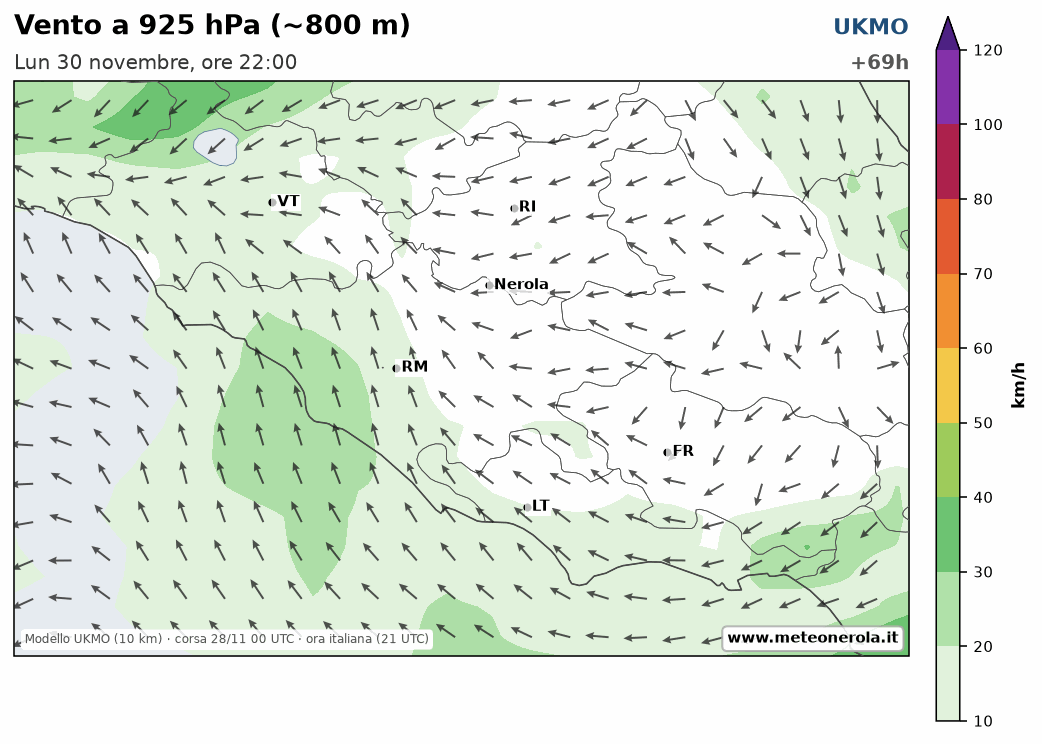 Vento a 925 hPa (~800 m)
UKMO
Lun 30 novembre, ore 22:00
+69h
VT
RI
Nerola
RM
FR
LT
Modello UKMO (10 km) · corsa 28/11 00 UTC · ora italiana (21 UTC)
www.meteonerola.it
120
100
80
70
60
50
40
30
20
10
km/h